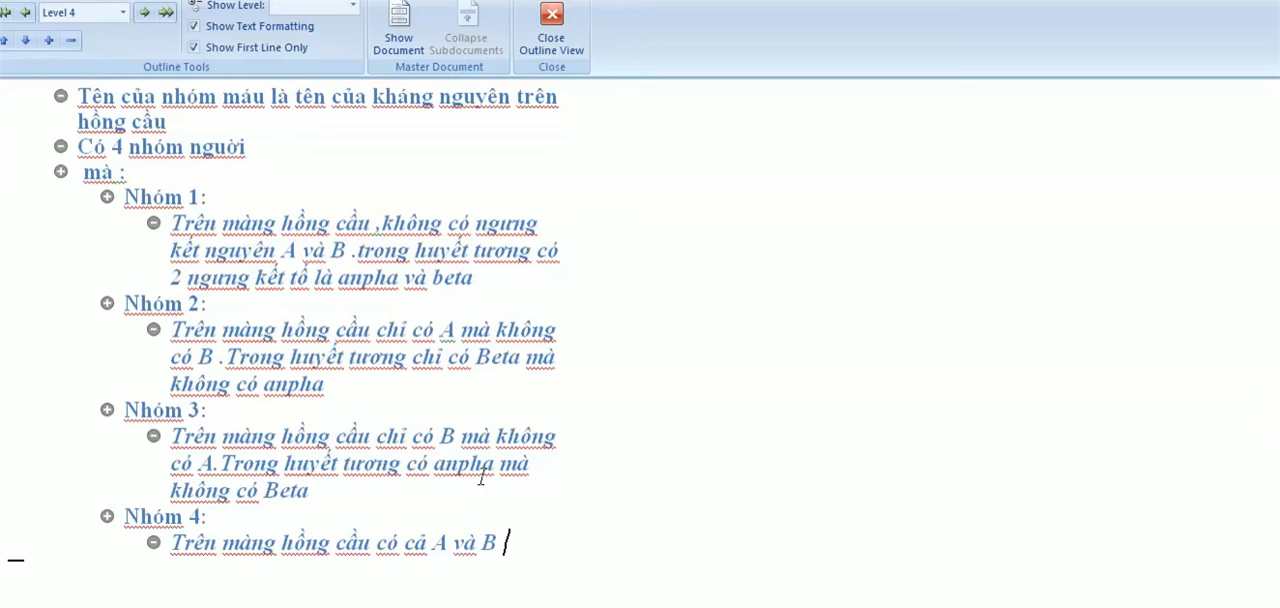 Level 4
Show Level:
Show Text Formatting
Show First Line Only
Outline Tools
Show Document
Collapse Subdocuments
Master Document
Close Outline View
Close
Tên của nhóm máu là tên của kháng nguyên trên
hồng cầu
Có 4 nhóm nguời
mà :
Nhóm 1:
Trên màng hồng cầu ,không có ngưng
kết nguyên A và B .trong huyết tương có
2 ngưng kết tố là anpha và beta
Nhóm 2:
Trên màng hồng cầu chỉ có A mà không
có B .Trong huyết tương chỉ có Beta mà
không có anpha
Nhóm 3:
Trên màng hồng cầu chỉ có B mà không
có A.Trong huyết tương có anpha mà
không có Beta
Nhóm 4:
Trên màng hồng cầu có cả A và B